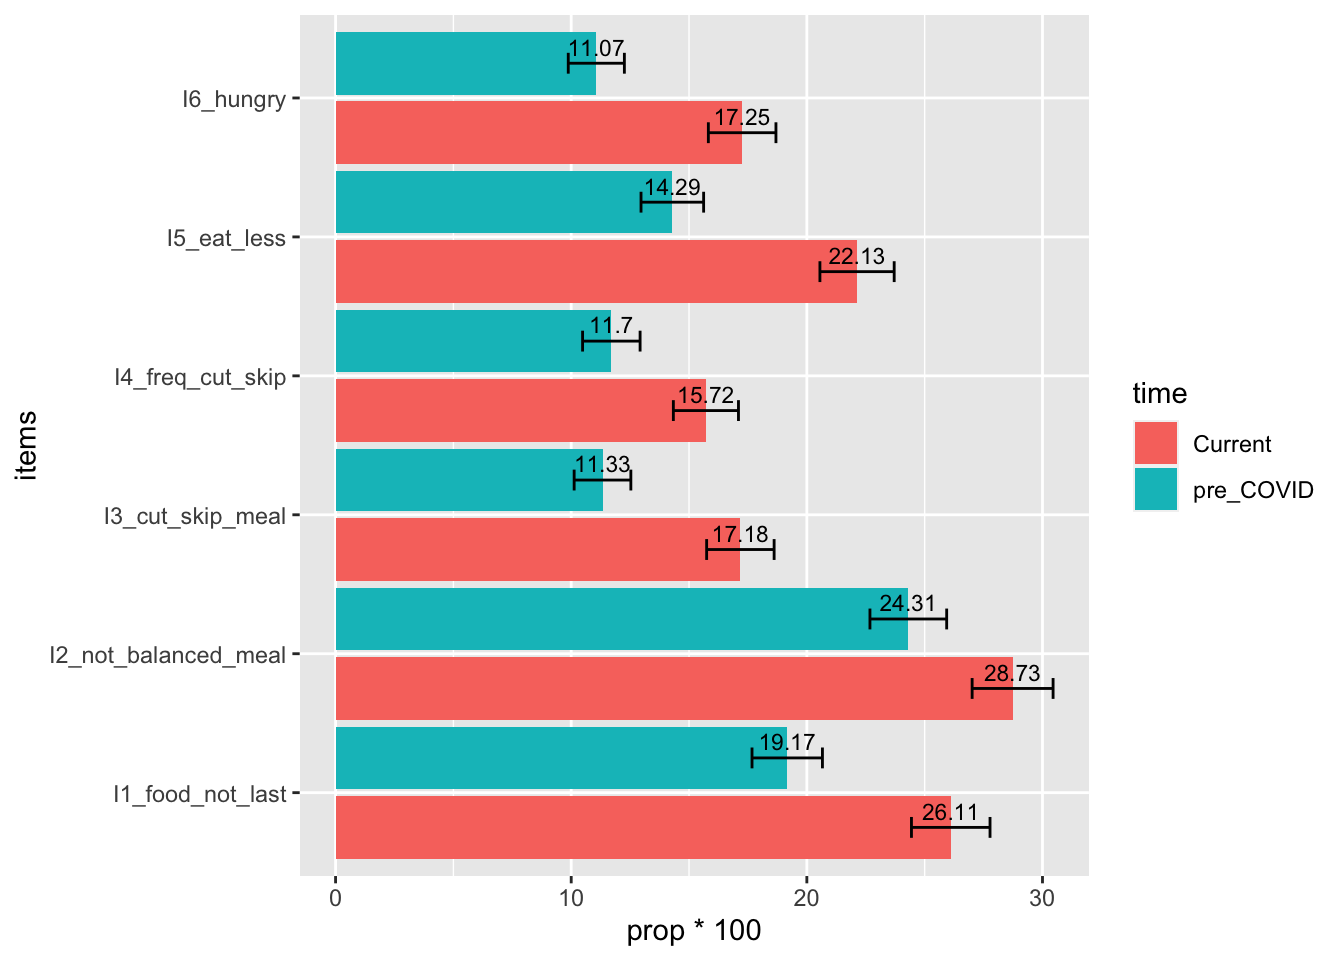 11.07
I6_hungry
17.25
14.29
I5_eat_less
22.13
11.7
I4_freq_cut_skip
15.72
11.33
I3_cut_skip_meal
17.18
24.31
I2_not_balanced_meal
28.73
19.17
I1_food_not_last
26.11
0 10 20 30
prop * 100
items
time
Current
pre_COVID